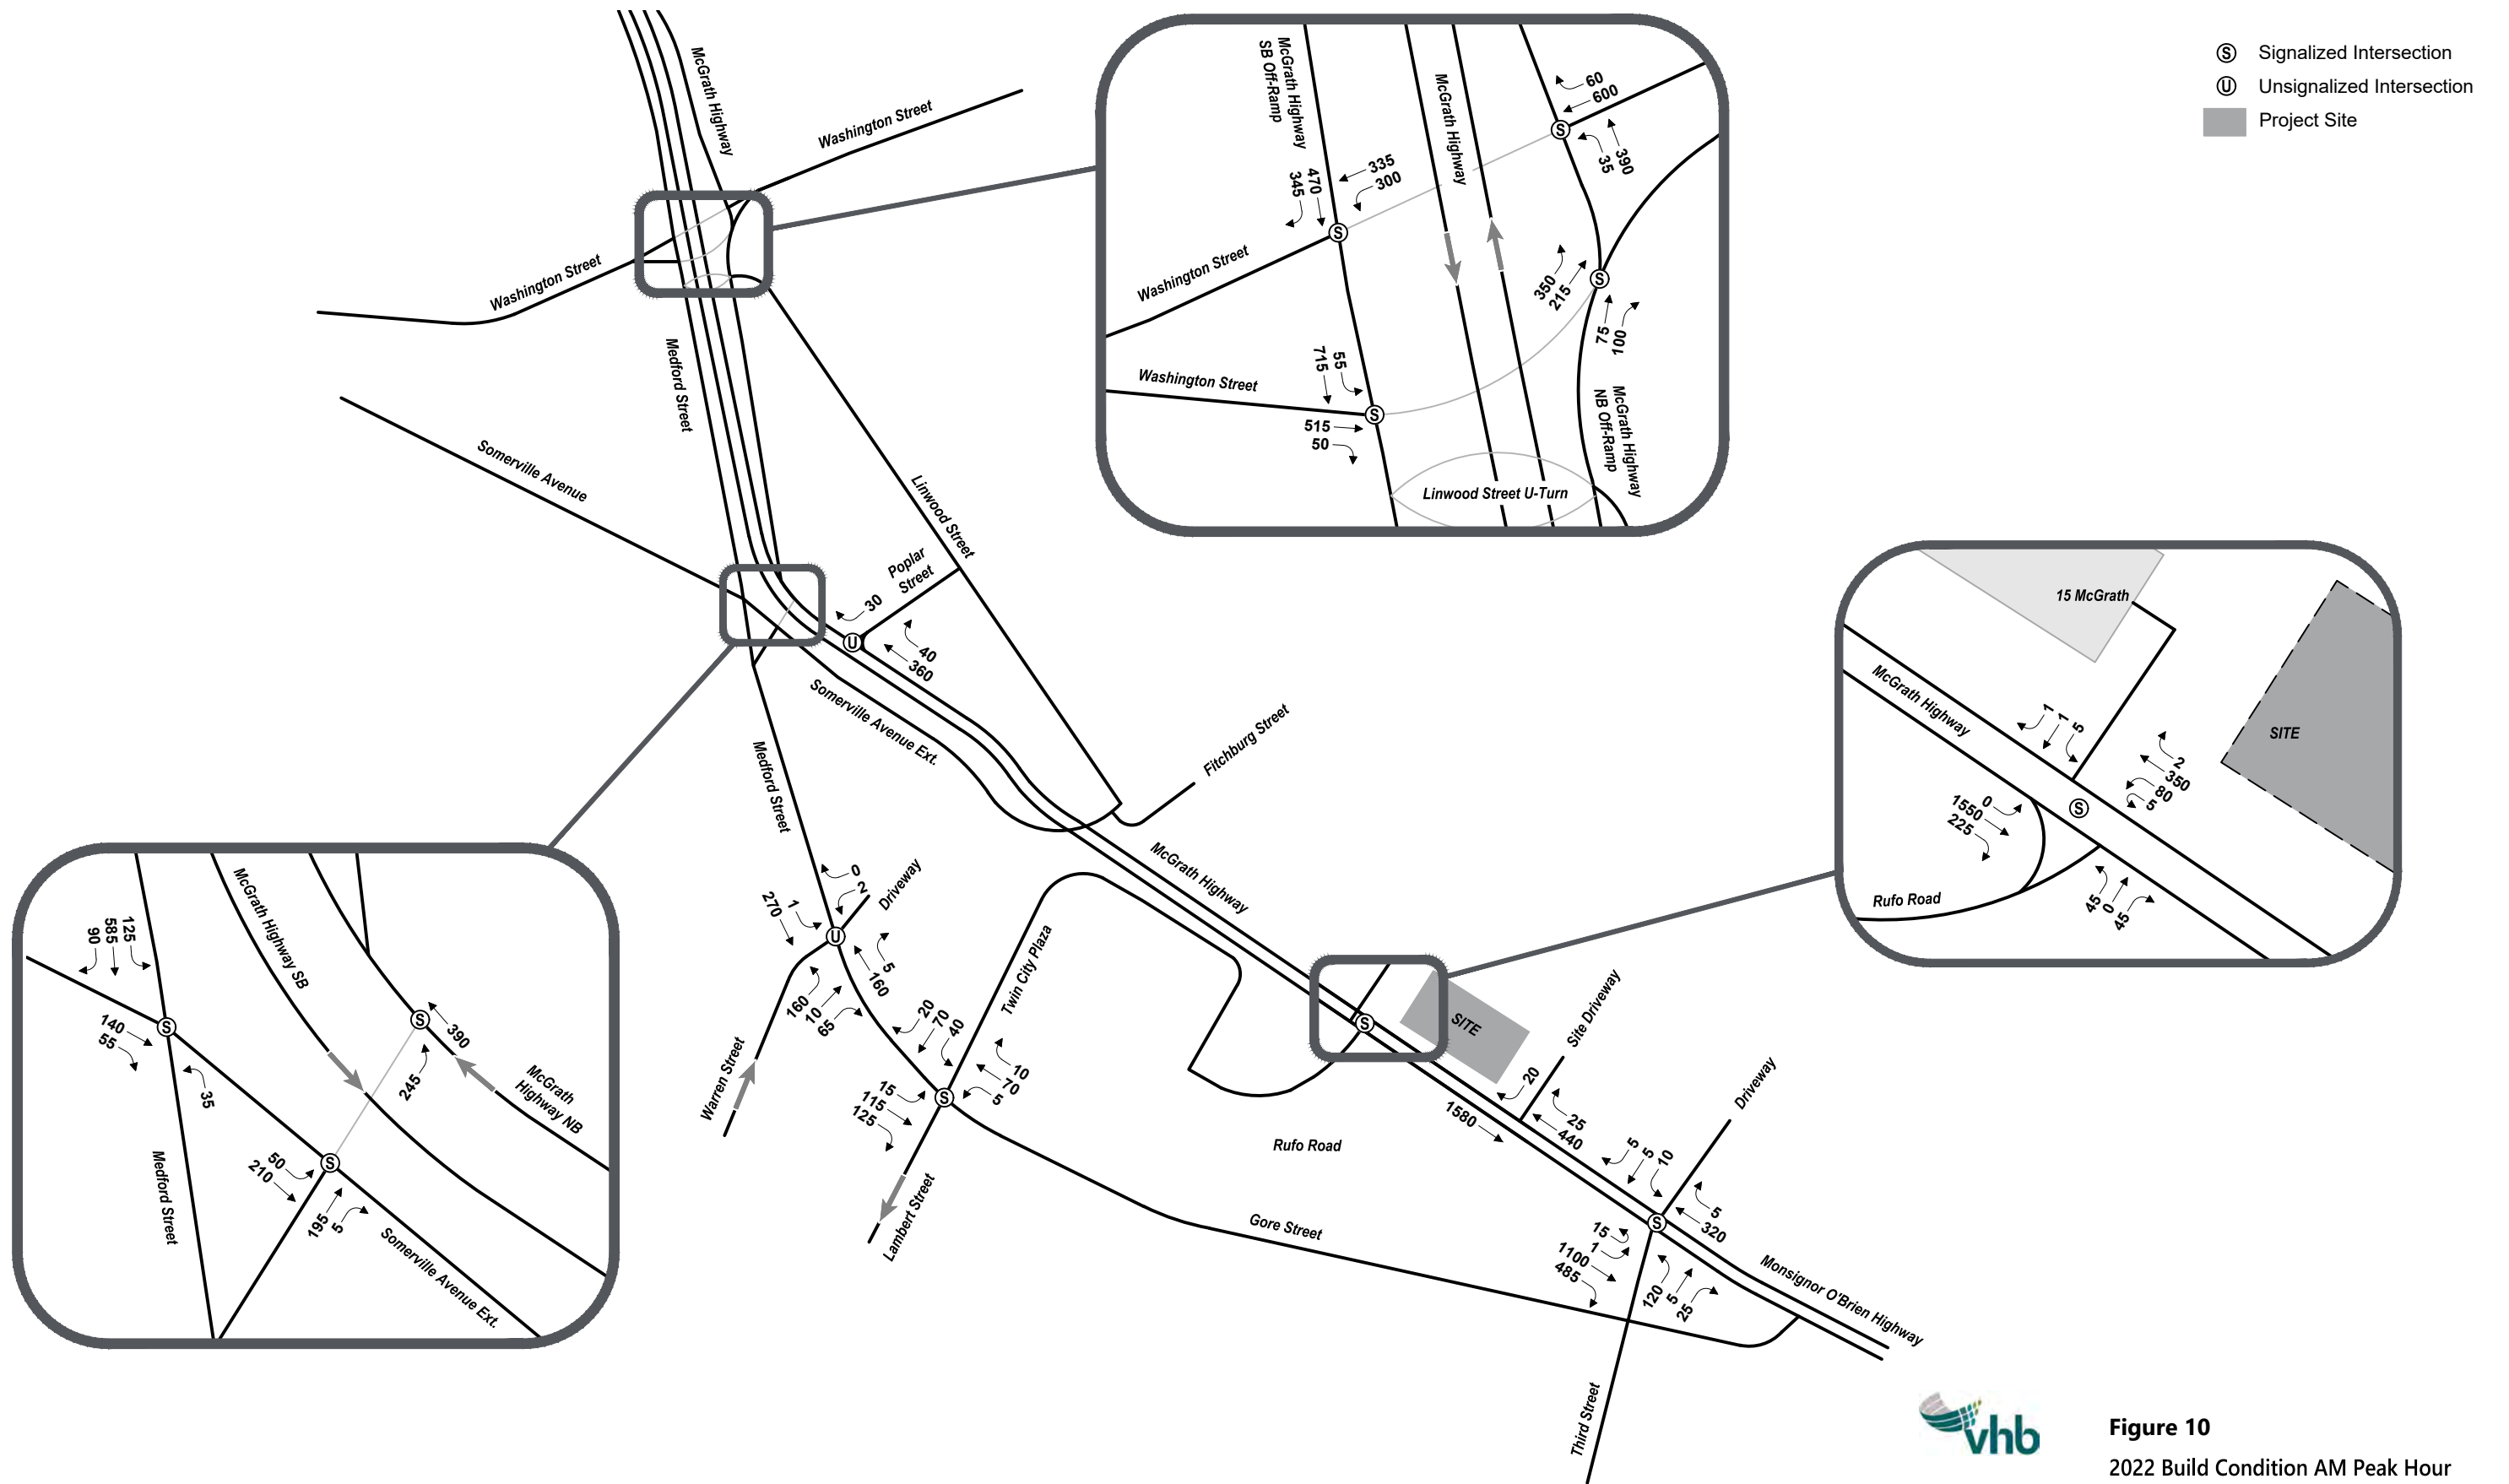 Ⓢ Signalized Intersection
Ⓤ Unsignalized Intersection
Project Site
McGrath Highway
Washington Street
Washington Street
Medford Street
Somerville Avenue
Linwood Street
Poplar
Street
30
40
360
Somerville Avenue Ext.
Fitchburg Street
Medford Street
McGrath Highway
McGrath Highway
SB Off-Ramp
McGrath Highway
60
600
S
390
35
335
300
470
345
S
Washington Street
350
215
S
75
100
715
55
Washington Street
S
515
50
McGrath Highway
NB Off-Ramp
Linwood Street U-Turn
U
15 McGrath
McGrath Highway
SITE
1
1
5
2
350
80
5
S
0
1550
225
Rufo Road
45
0
45
McGrath Highway SB
125
585
90
S
140
55
35
S
390
245
McGrath
Highway NB
Medford Street
50
210
S
195
5
Somerville Avenue Ext.
0
2
Driveway
1
270
U
5
160
160
10
65
Warren Street
Twin City Plaza
20
70
40
10
70
5
15
115
125
S
Lambert Street
Rufo Road
Gore Street
S
SITE
Site Driveway
20
25
440
1580
Driveway
5
5
10
5
320
S
15
1
1100
485
120
5
25
Monsignor O'Brien Highway
Third Street
vhb
Figure 10
2022 Build Condition AM Peak Hour